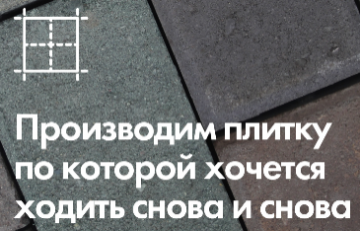 Производим плитку
по которой хочется
ходить снова и снова